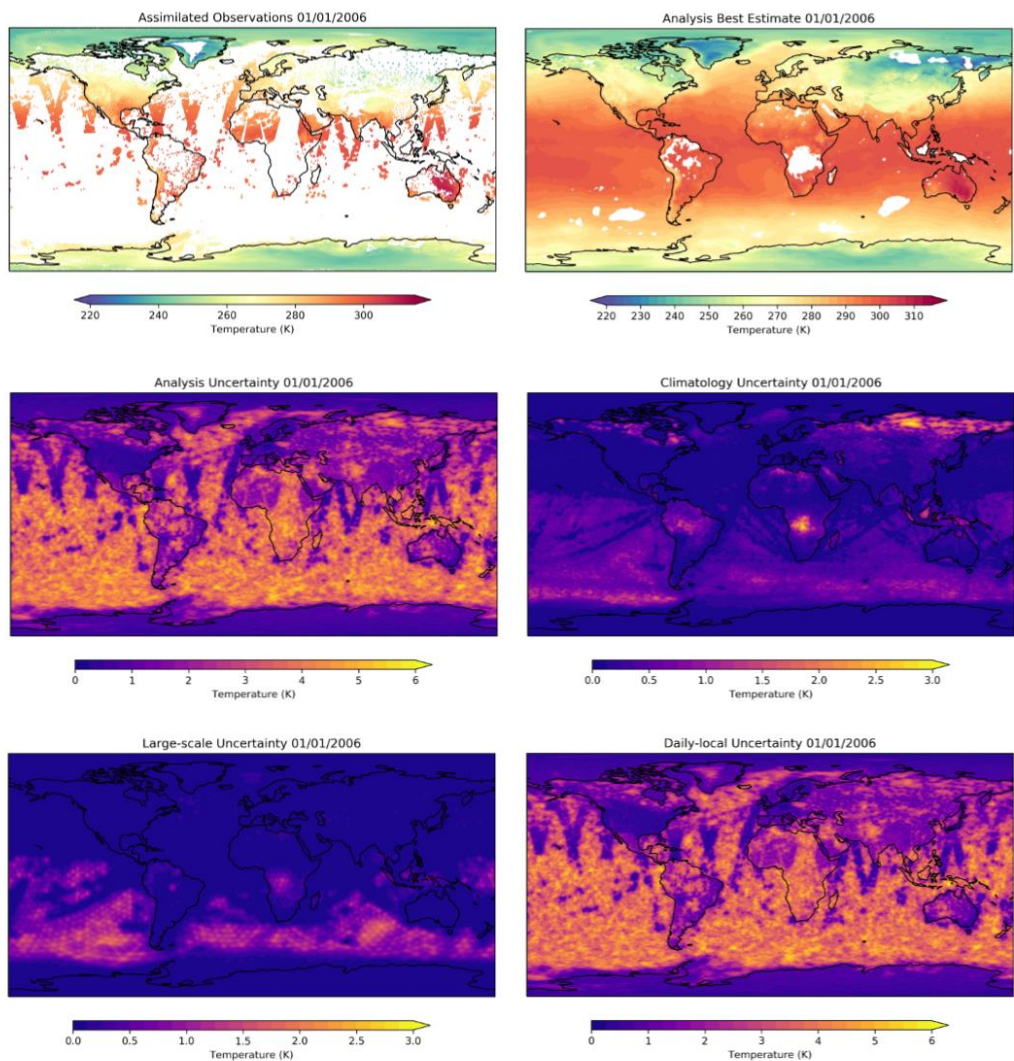 Assimilated Observations 01/01/2006
220 240 260 280 300
Temperature (K)
Analysis Best Estimate 01/01/2006
220 230 240 250 260 270 280 290 300 310
Temperature (K)
Analysis Uncertainty 01/01/2006
0 1 2 3 4 5 6
Temperature (K)
Climatology Uncertainty 01/01/2006
0.0 0.5 1.0 1.5 2.0 2.5 3.0
Temperature (K)
Large-scale Uncertainty 01/01/2006
0.0 0.5 1.0 1.5 2.0 2.5 3.0
Temperature (K)
Daily-local Uncertainty 01/01/2006
0 1 2 3 4 5 6
Temperature (K)